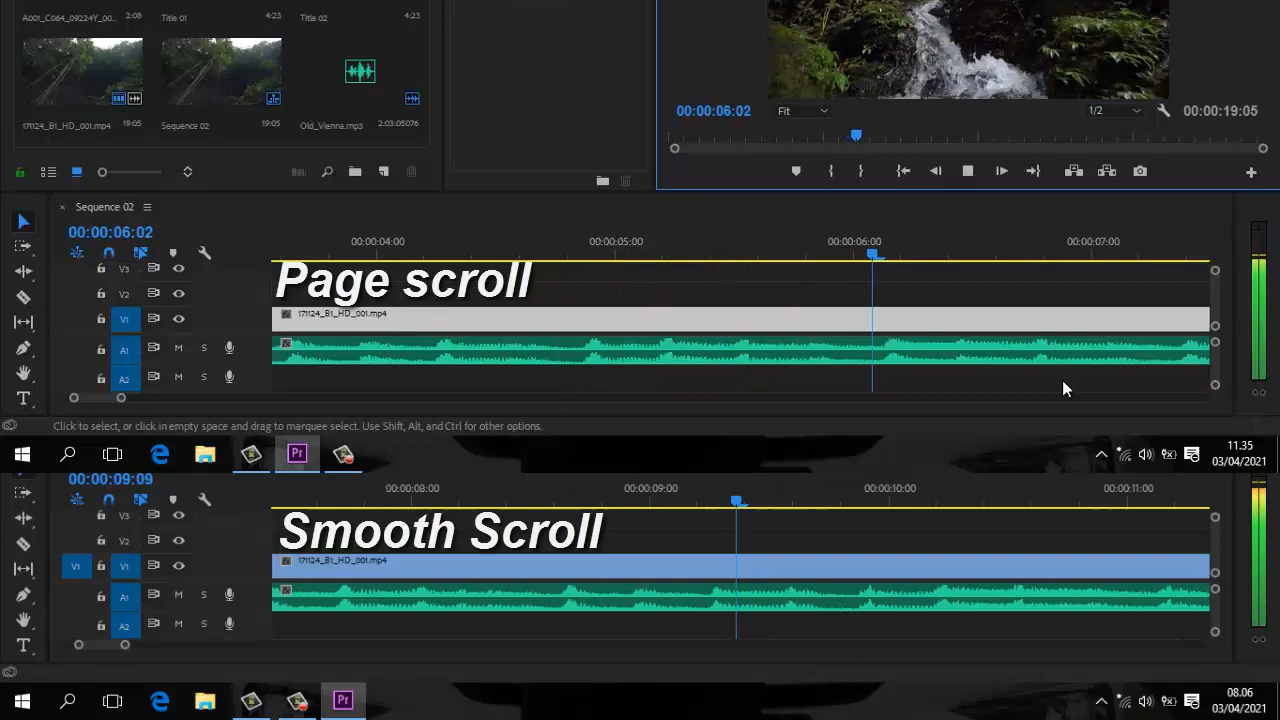 A001_C064_09224Y_00... 2:08 Title 01 4:23 Title 02 4:23
171124_B1_HD_001.mp4 19:05 Sequence 02 19:05 Old_Vienna.mp3 2:03:05076
00:00:06:02 Fit 1/2 00:00:19:05
× Sequence 02
00:00:06:02
00:00:04:00 00:00:05:00 00:00:06:00 00:00:07:00
V3
Page scroll
V2
V1 171124_B1_HD_001.mp4
A1 M S
A2 M S
Click to select, or click in empty space and drag to marquee select. Use Shift, Alt, and Ctrl for other options.
Pr
11.35
03/04/2021
00:00:09:09
00:00:08:00 00:00:09:00 00:00:10:00 00:00:11:00
V3
Smooth Scroll
V2
V1 V1 171124_B1_HD_001.mp4
A1 M S
A2 M S
Pr
08.06
03/04/2021